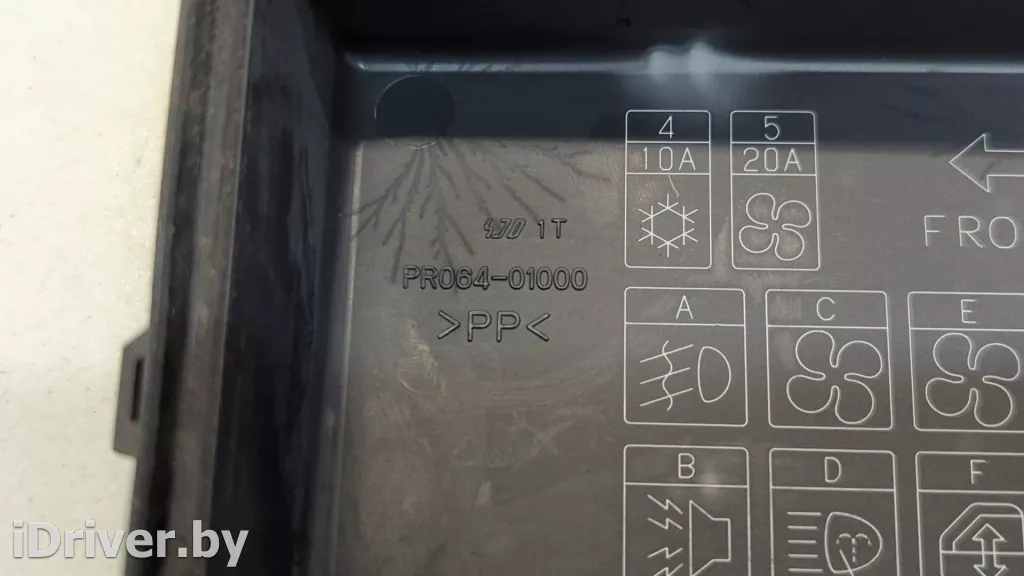 4 5
10A 20A
1T
FRO
PR064-01000
>PP<
A C E
B D F
iDriver.by